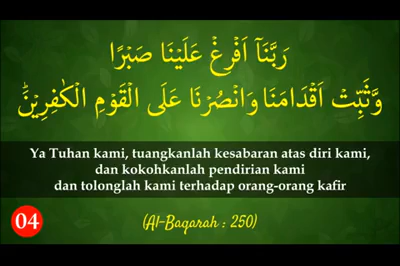 رَبَّنَآ اَفْرِغْ عَلَيْنَا صَبْرًا
وَّثَبِّتْ اَقْدَامَنَا وَانْصُرْنَا عَلَى الْقَوْمِ الْكٰفِرِيْنَۗ
Ya Tuhan kami, tuangkanlah kesabaran atas diri kami,
dan kokohkanlah pendirian kami
dan tolonglah kami terhadap orang-orang kafir
04
(Al-Baqarah : 250)